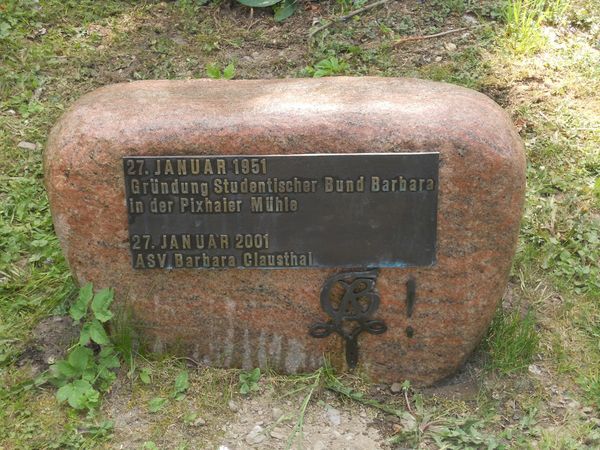 27. JANUAR 1951
Gründung Studentischer Bund Barbara
in der Pixhaier Mühle
27. JANUAR 2001
ASV Barbara Clausthal
!